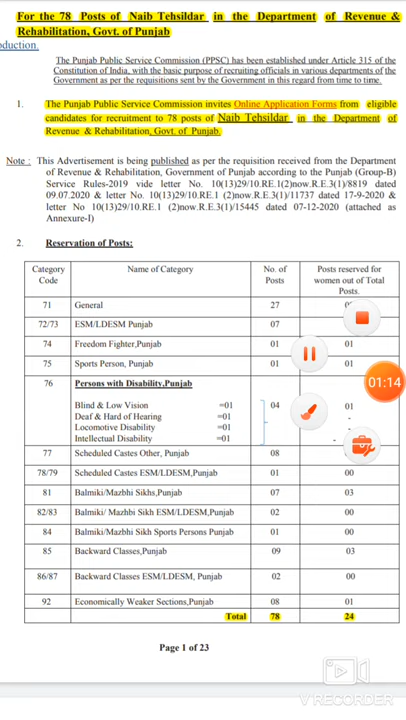 For the 78 Posts of Naib Tehsildar in the Department of Revenue &
Rehabilitation, Govt. of Punjab
oduction.
The Punjab Public Service Commission (PPSC) has been established under Article 315 of the
Constitution of India, with the basic purpose of recruiting officials in various departments of the
Government as per the requisitions sent by the Government in this regard from time to time.
1. The Punjab Public Service Commission invites Online Application Forms from eligible
candidates for recruitment to 78 posts of Naib Tehsildar in the Department of
Revenue & Rehabilitation, Govt. of Punjab.
Note : This Advertisement is being published as per the requisition received from the Department
of Revenue & Rehabilitation, Government of Punjab according to the Punjab (Group-B)
Service Rules-2019 vide letter No. 10(13)29/10.RE.1(2)now.R.E.3(1)/8819 dated
09.07.2020 & letter No. 10(13)29/10.RE.1 (2)now.R.E.3(1)/11737 dated 17-9-2020 &
letter No 10(13)29/10.RE.1 (2)now.R.E.3(1)/15445 dated 07-12-2020 (attached as
Annexure-I)
2. Reservation of Posts:
Category Code Name of Category No. of Posts Posts reserved for women out of Total Posts.
71 General 27
72/73 ESM/LDESM Punjab 07
74 Freedom Fighter,Punjab 01 01
75 Sports Person, Punjab 01 01
01:14
76 Persons with Disability,Punjab
Blind & Low Vision =01 04 01
Deaf & Hard of Hearing =01 -
Locomotive Disability =01
Intellectual Disability =01 -
77 Scheduled Castes Other, Punjab 08
78/79 Scheduled Castes ESM/LDESM,Punjab 01 00
81 Balmiki/Mazbhi Sikhs,Punjab 07 03
82/83 Balmiki/ Mazhbi Sikh ESM/LDESM,Punjab 02 00
84 Balmiki/Mazbhi Sikh Sports Persons Punjab 01 00
85 Backward Classes,Punjab 09 03
86/87 Backward Classes ESM/LDESM, Punjab 02 00
92 Economically Weaker Sections,Punjab 08 01
Total 78 24
Page 1 of 23
V RECORDER